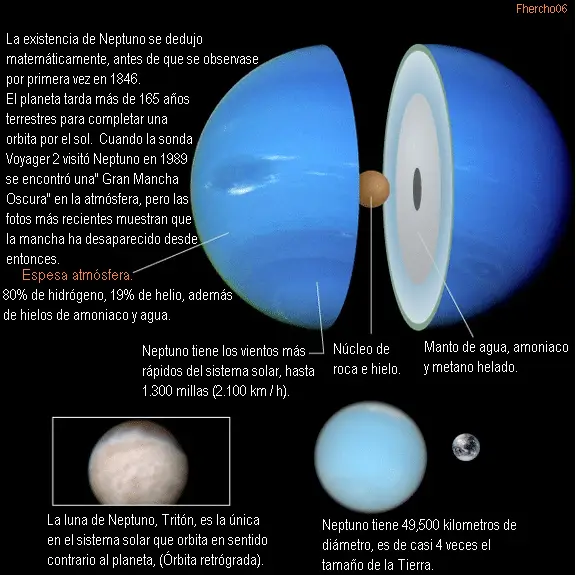 Fhercho06
La existencia de Neptuno se dedujo
matemáticamente, antes de que se observase
por primera vez en 1846.
El planeta tarda más de 165 años
terrestres para completar una
orbita por el sol. Cuando la sonda
Voyager 2 visitó Neptuno en 1989
se encontró una" Gran Mancha
Oscura" en la atmósfera, pero las
fotos más recientes muestran que
la mancha ha desaparecido desde
entonces.
Espesa atmósfera.
80% de hidrógeno, 19% de helio, además
de hielos de amoniaco y agua.
Neptuno tiene los vientos más
rápidos del sistema solar, hasta
1.300 millas (2.100 km / h).
Núcleo de
roca e hielo.
Manto de agua, amoniaco
y metano helado.
La luna de Neptuno, Tritón, es la única
en el sistema solar que orbita en sentido
contrario al planeta, (Órbita retrógrada).
Neptuno tiene 49,500 kilometros de
diámetro, es de casi 4 veces el
tamaño de la Tierra.